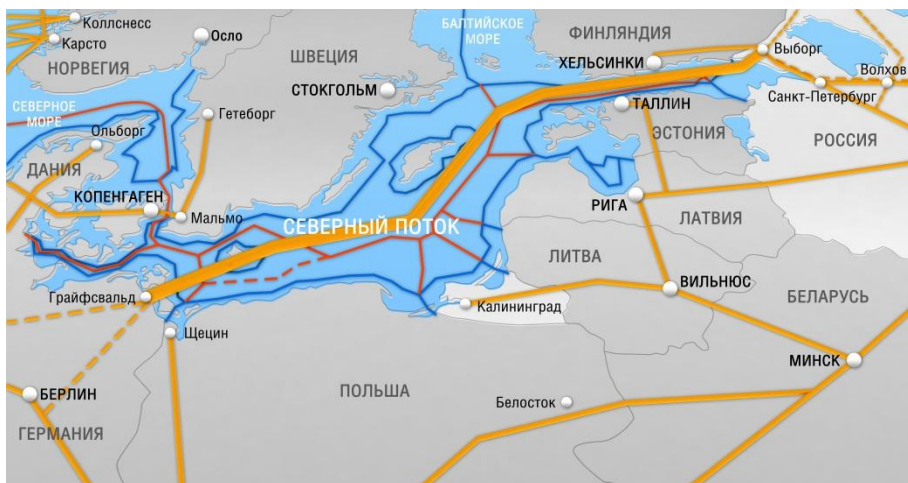 Коллснесс
Карсто
НОРВЕГИЯ
Осло
ШВЕЦИЯ
БАЛТИЙСКОЕ
МОРЕ
ФИНЛЯНДИЯ
ХЕЛЬСИНКИ
Выборг
Волхов
Санкт-Петербург
СТОКГОЛЬМ
ТАЛЛИН
СЕВЕРНОЕ
МОРЕ
Ольборг
Гетеборг
ЭСТОНИЯ
РОССИЯ
ДАНИЯ
КОПЕНГАГЕН
Мальмо
СЕВЕРНЫЙ ПОТОК
РИГА
ЛАТВИЯ
ЛИТВА
ВИЛЬНЮС
БЕЛАРУСЬ
Грайфсвальд
Калининград
Щецин
МИНСК
БЕРЛИН
ПОЛЬША
Белосток
ГЕРМАНИЯ